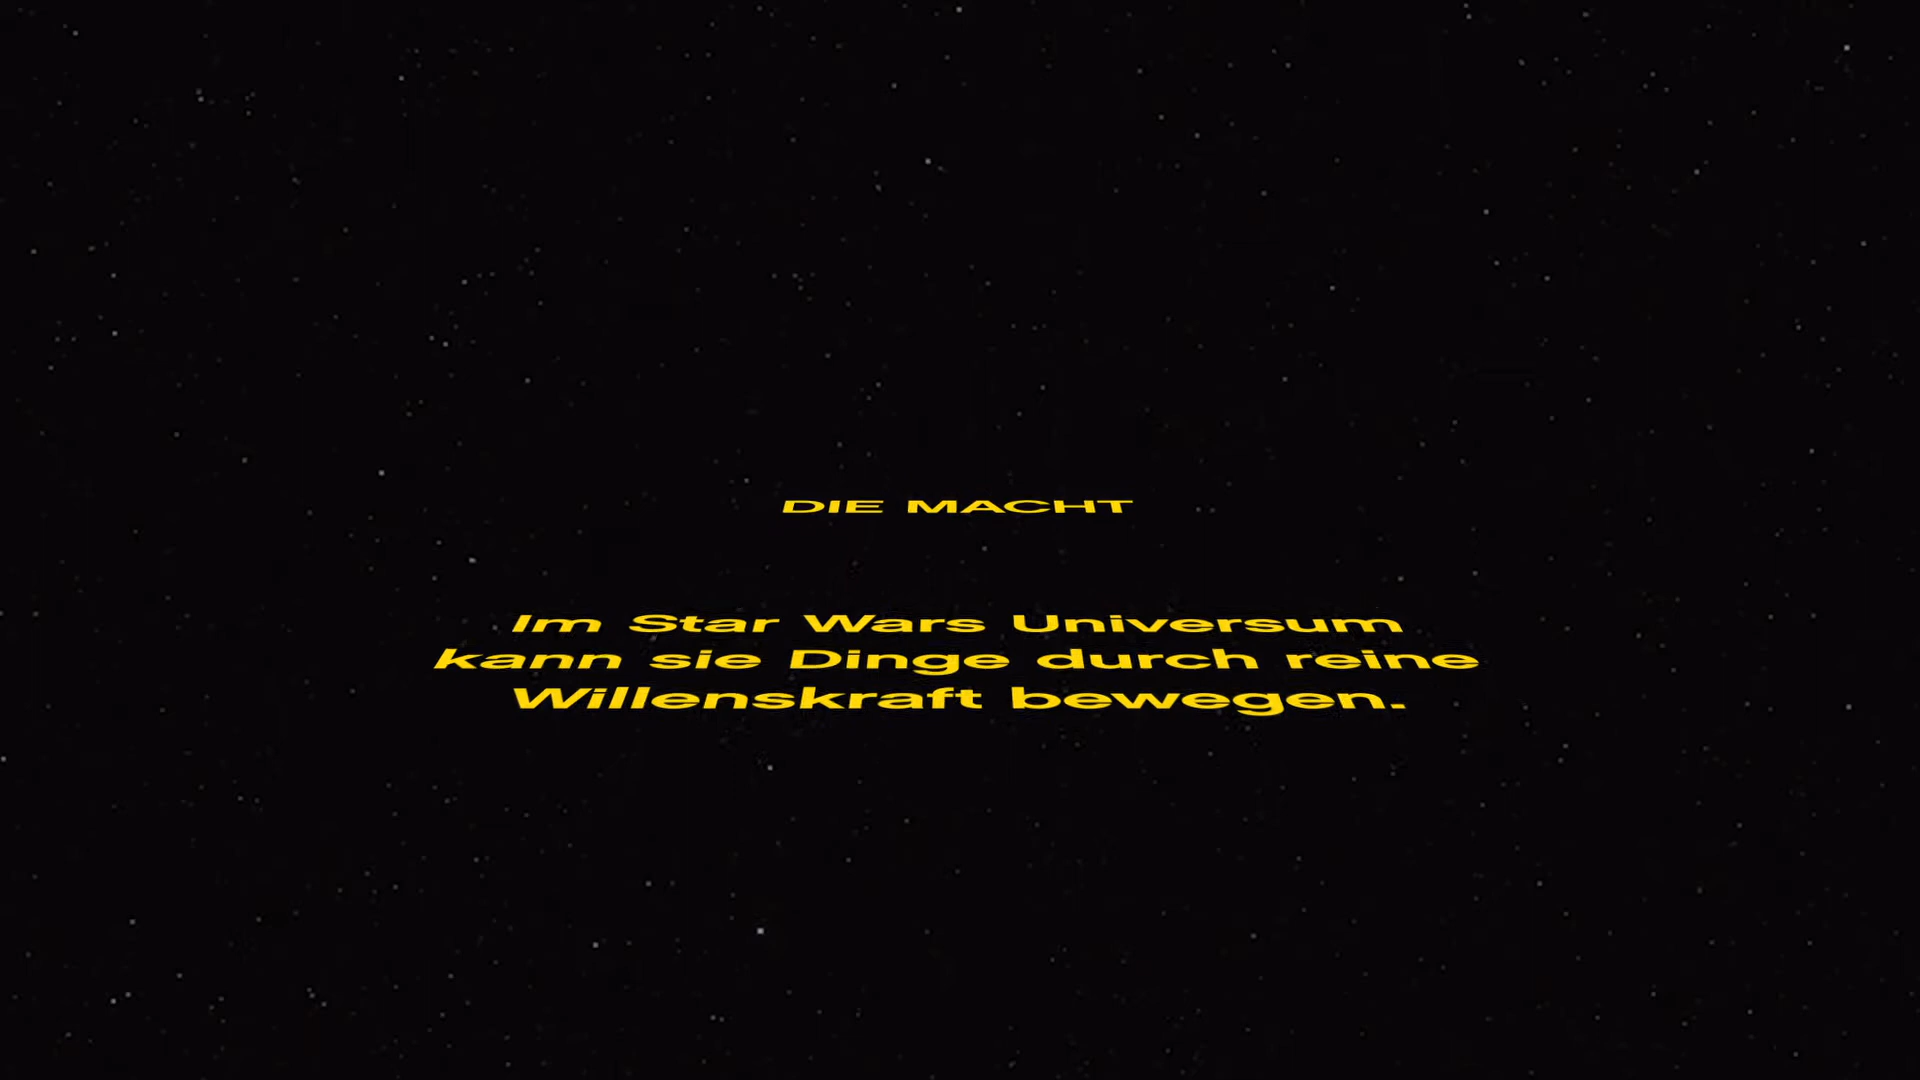 DIE MACHT
Im Star Wars Universum
kann sie Dinge durch reine
Willenskraft bewegen.